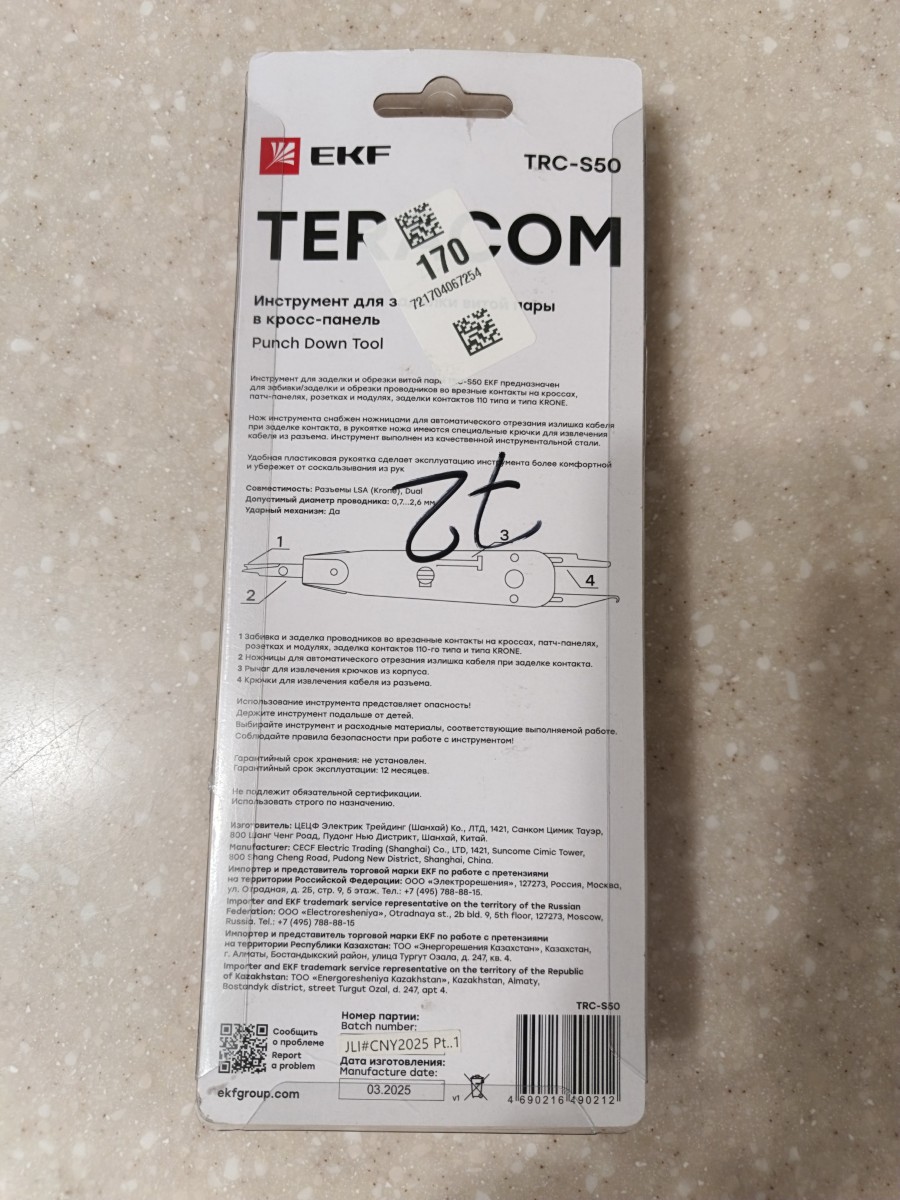 EKF
TRC-S50
TERACOM
170
721704067254
Инструмент для заделки витой пары
в кросс-панель
Punch Down Tool
Инструмент для заделки и обрезки витой пары TRC-S50 EKF предназначен
для забивки/заделки и обрезки проводников во врезные контакты на кроссах,
патч-панелях, розетках и модулях, заделки контактов 110 типа и типа KRONE.
Нож инструмента снабжен ножницами для автоматического отрезания излишка кабеля
при заделке контакта, в рукоятке ножа имеются специальные крючки для извлечения
кабеля из разъема. Инструмент выполнен из качественной инструментальной стали.
Удобная пластиковая рукоятка сделает эксплуатацию инструмента более комфортной
и убережет от соскальзывания из рук
Совместимость: Разъемы LSA (Krone), Dual
Допустимый диаметр проводника: 0,7...2,6 мм
Ударный механизм: Да
1
3
4
2
1 Забивка и заделка проводников во врезанные контакты на кроссах, патч-панелях,
розетках и модулях, заделка контактов 110-го типа и типа KRONE.
2 Ножницы для автоматического отрезания излишка кабеля при заделке контакта.
3 Рычаг для извлечения крючков из корпуса.
4 Крючки для извлечения кабеля из разъема.
Использование инструмента представляет опасность!
Держите инструмент подальше от детей.
Выбирайте инструмент и расходные материалы, соответствующие выполняемой работе.
Соблюдайте правила безопасности при работе с инструментом!
Гарантийный срок хранения: не установлен.
Гарантийный срок эксплуатации: 12 месяцев.
Не подлежит обязательной сертификации.
Использовать строго по назначению.
Изготовитель: ЦЕЦФ Электрик Трейдинг (Шанхай) Ко., ЛТД, 1421, Санком Цимик Тауэр,
800 Шанг Ченг Роад, Пудонг Нью Дистрикт, Шанхай, Китай.
Manufacturer: CECF Electric Trading (Shanghai) Co., LTD, 1421, Suncome Cimic Tower,
800 Shang Cheng Road, Pudong New District, Shanghai, China.
Импортер и представитель торговой марки EKF по работе с претензиями
на территории Российской Федерации: ООО «Электрорешения», 127273, Россия, Москва,
ул. Отрадная, д. 2Б, стр. 9, 5 этаж. Тел.: +7 (495) 788-88-15.
Importer and EKF trademark service representative on the territory of the Russian
Federation: ООО «Electroresheniya», Otradnaya st., 2b bld. 9, 5th floor, 127273, Moscow,
Russia. Tel.: +7 (495) 788-88-15
Импортер и представитель торговой марки EKF по работе с претензиями
на территории Республики Казахстан: ТОО «Энергорешения Казахстан», Казахстан,
г. Алматы, Бостандыкский район, улица Тургут Озала, д. 247, кв. 4.
Importer and EKF trademark service representative on the territory of the Republic
of Kazakhstan: TOO «Energoresheniya Kazakhstan», Kazakhstan, Almaty,
Bostandyk district, street Turgut Ozal, d. 247, apt 4.
TRC-S50
Сообщить
о проблеме
Report
a problem
ekfgroup.com
Номер партии:
Batch number:
JLI#CNY2025 Pt..1
Дата изготовления:
Manufacture date:
03.2025
v1
4 690216 490212